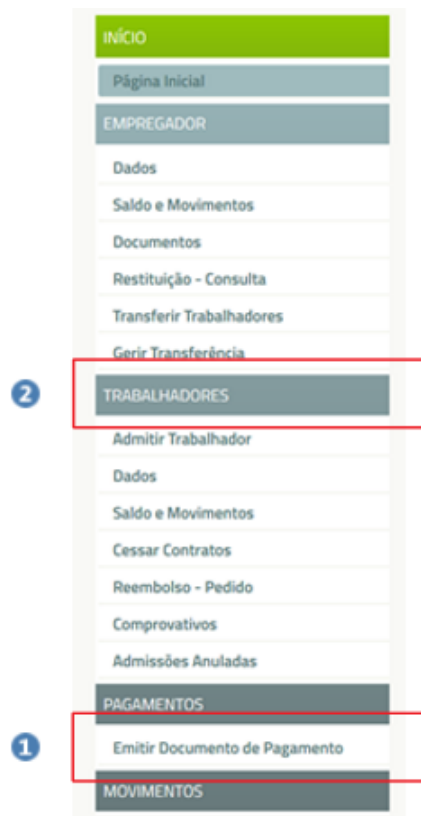 INÍCIO
Página Inicial
EMPREGADOR
Dados
Saldo e Movimentos
Documentos
Restituição - Consulta
Transferir Trabalhadores
Gerir Transferência
2
TRABALHADORES
Admitir Trabalhador
Dados
Saldo e Movimentos
Cessar Contratos
Reembolso - Pedido
Comprovativos
Admissões Anuladas
PAGAMENTOS
1
Emitir Documento de Pagamento
MOVIMENTOS